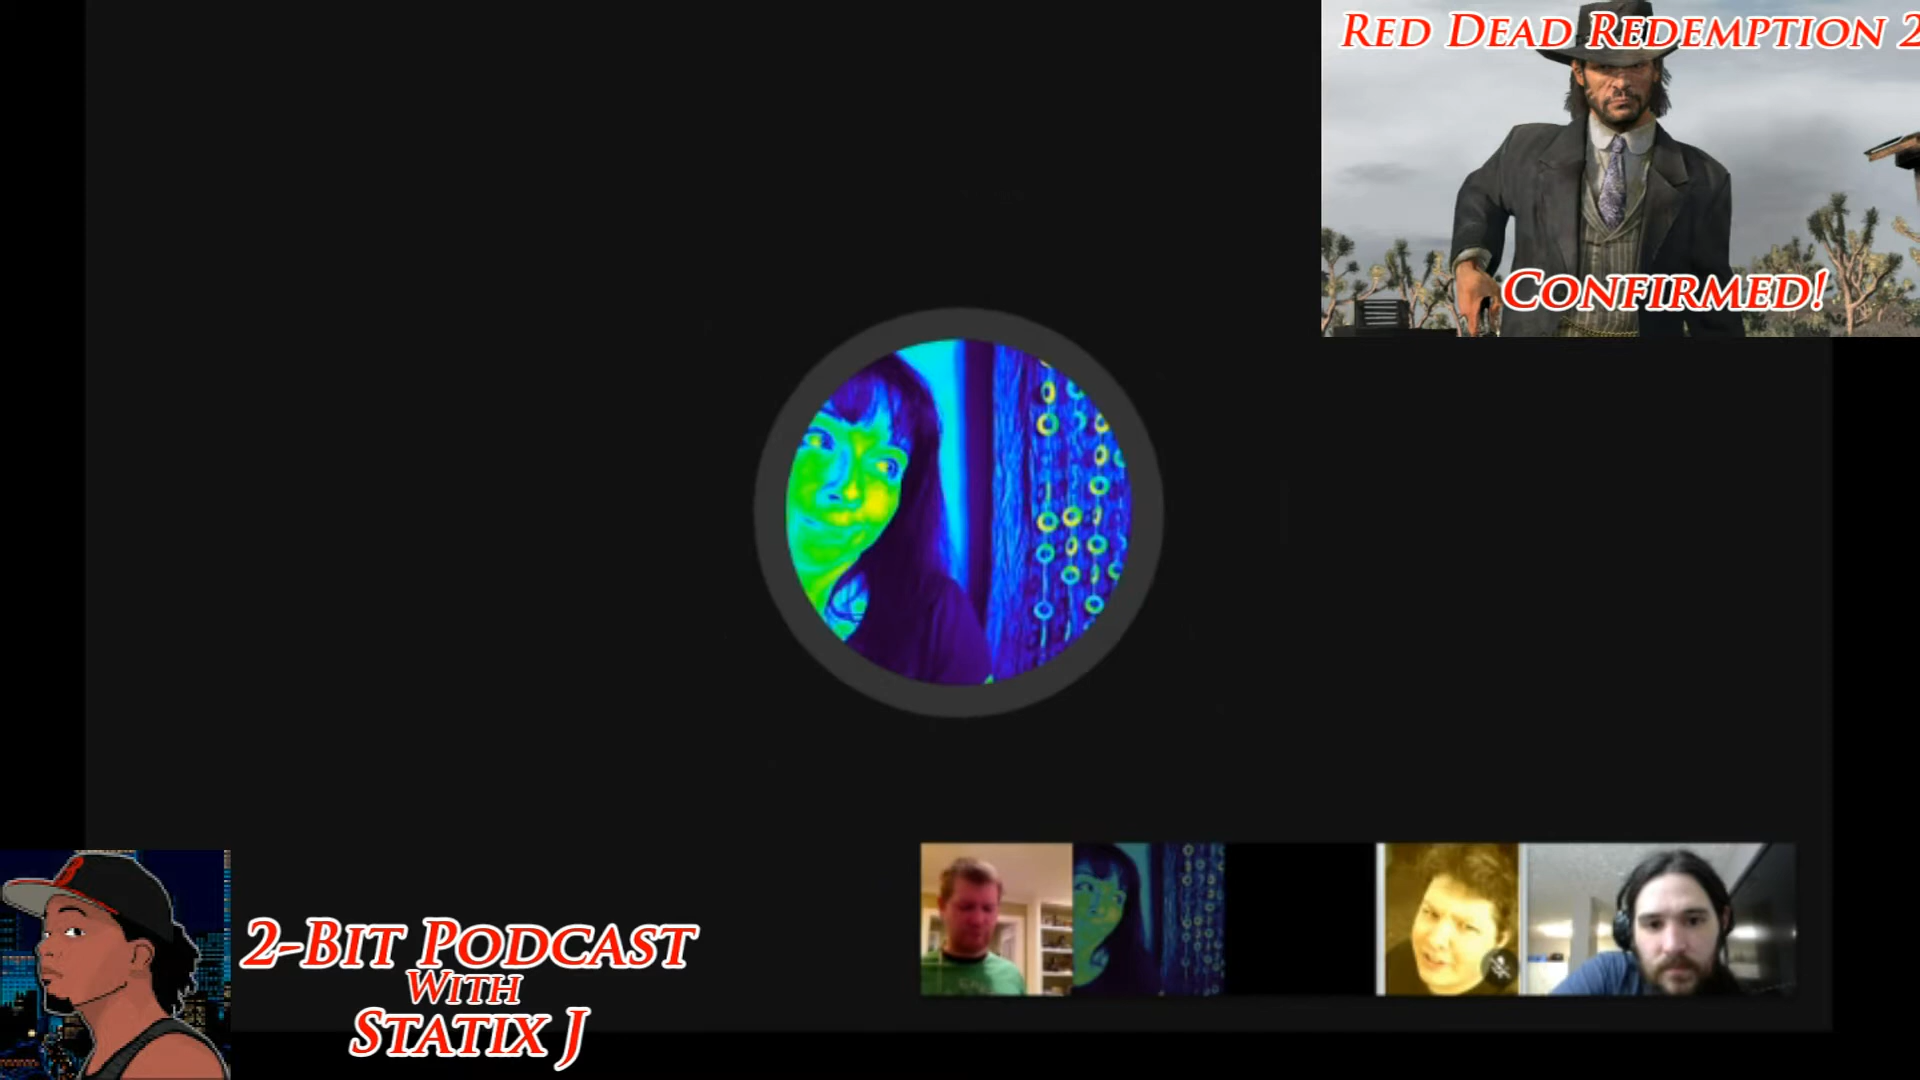 Red Dead Redemption 2
Confirmed!
2-Bit Podcast
With
Statix J